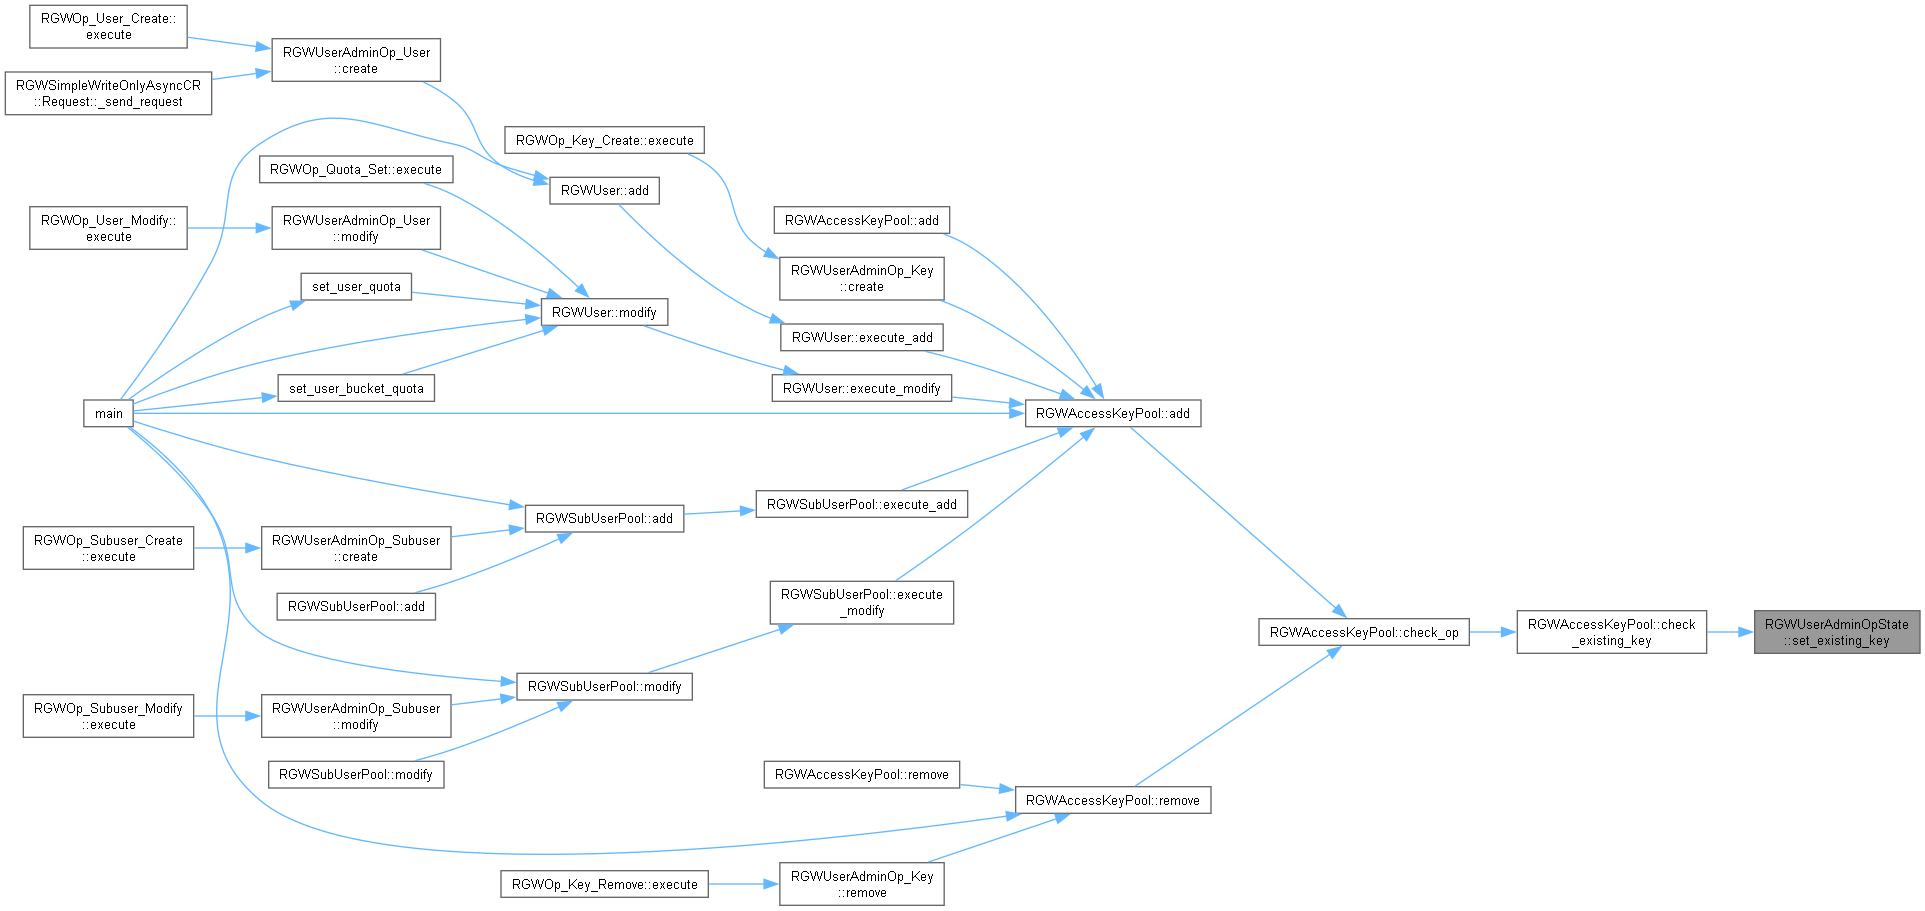 RGWOp_User_Create::
execute
RGWSimpleWriteOnlyAsyncCR
::Request::_send_request
RGWUserAdminOp_User
::create
RGWOp_Key_Create::execute
RGWOp_Quota_Set::execute
RGWUser::add
RGWOp_User_Modify::
execute
RGWUserAdminOp_User
::modify
RGWAccessKeyPool::add
RGWUserAdminOp_Key
::create
set_user_quota
RGWUser::modify
RGWUser::execute_add
set_user_bucket_quota
RGWUser::execute_modify
main
RGWAccessKeyPool::add
RGWSubUserPool::execute_add
RGWSubUserPool::add
RGWOp_Subuser_Create
::execute
RGWUserAdminOp_Subuser
::create
RGWSubUserPool::add
RGWSubUserPool::execute
_modify
RGWAccessKeyPool::check_op
RGWAccessKeyPool::check
_existing_key
RGWUserAdminOpState
::set_existing_key
RGWSubUserPool::modify
RGWOp_Subuser_Modify
::execute
RGWUserAdminOp_Subuser
::modify
RGWSubUserPool::modify
RGWAccessKeyPool::remove
RGWAccessKeyPool::remove
RGWOp_Key_Remove::execute
RGWUserAdminOp_Key
::remove